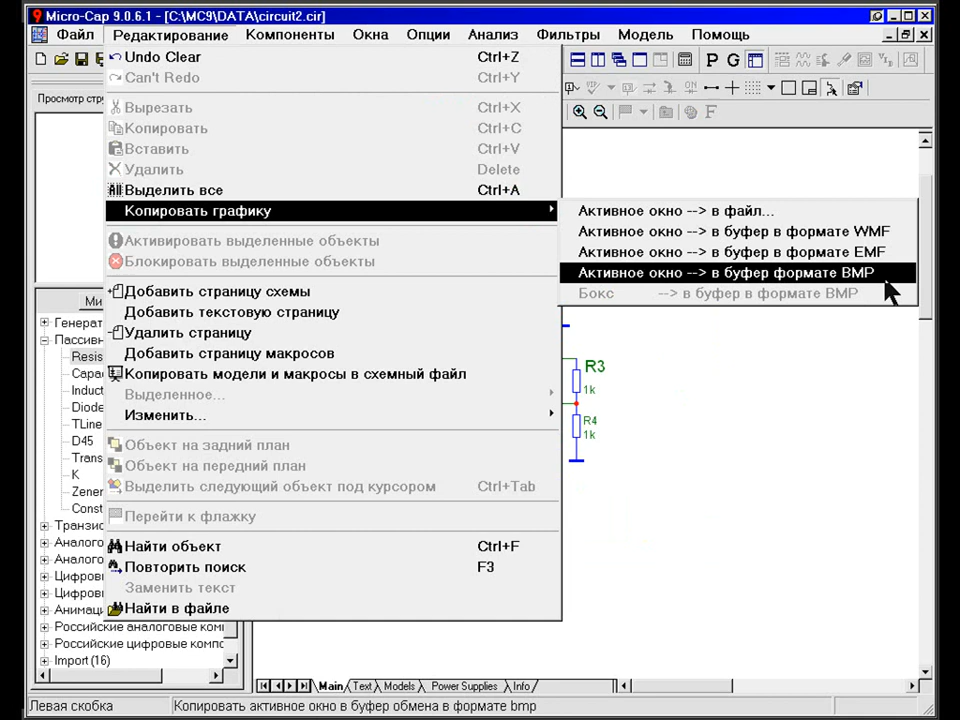 Micro-Cap 9.0.6.1 - [C:\MC9\DATA\circuit2.cir]
Файл Редактирование Компоненты Окна Опции Анализ Фильтры Модель Помощь
Undo Clear Ctrl+Z
Can't Redo Ctrl+Y
Вырезать Ctrl+X
Копировать Ctrl+C
Вставить Ctrl+V
Удалить Delete
Выделить все Ctrl+A
Копировать графику
Активировать выделенные объекты
Блокировать выделенные объекты
Добавить страницу схемы
Добавить текстовую страницу
Удалить страницу
Добавить страницу макросов
Копировать модели и макросы в схемный файл
Выделенное...
Изменить...
Объект на задний план
Объект на передний план
Выделить следующий объект под курсором Ctrl+Tab
Перейти к флажку
Найти объект Ctrl+F
Повторить поиск F3
Заменить текст
Найти в файле
Активное окно --> в файл...
Активное окно --> в буфер в формате WMF
Активное окно --> в буфер в формате EMF
Активное окно --> в буфер формате BMP
Бокс --> в буфер в формате BMP
P G
F
Просмотр стру
Ми
Генерат
Пассивн
Resis
Capa
Induct
Diode
TLine
D45
Trans
K
Zener
Const
Транзис
Аналого
Аналого
Цифров
Цифров
Анимац
Российские аналоговые комп
Российские цифровые компо
Import (16)
R3
1k
R4
1k
Main Text Models Power Supplies Info
Левая скобка Копировать активное окно в буфер обмена в формате bmp